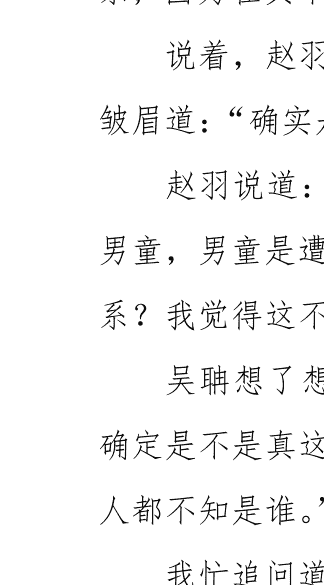 说着，赵羽
皱眉道：“确实
赵羽说道：
男童，男童是遭
系？我觉得这不
吴聃想了想
确定是不是真这
人都不知是谁。”
我忙追问道